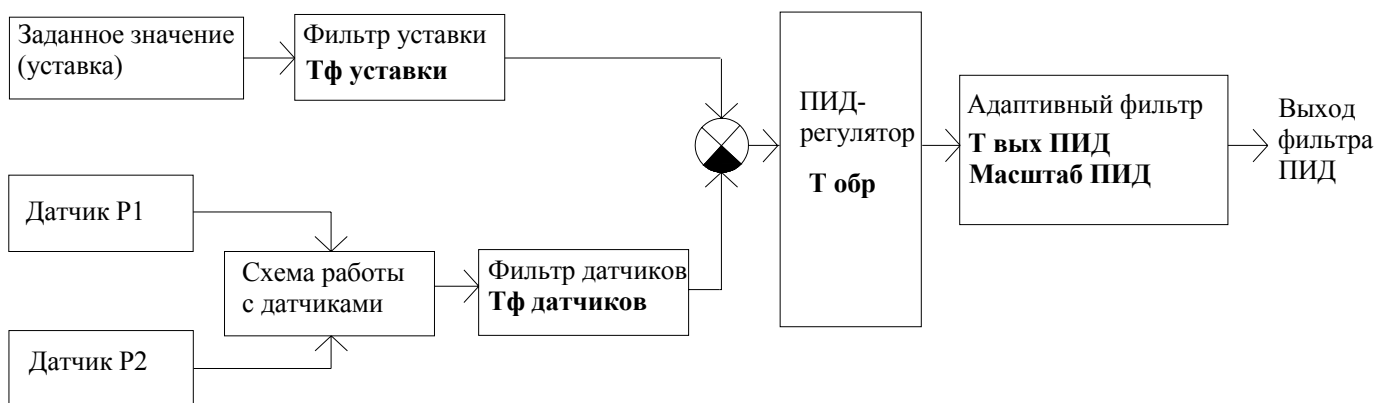 Заданное значение
(уставка)
Фильтр уставки
Тф уставки
ПИД-
регулятор
Т обр
Адаптивный фильтр
Т вых ПИД
Масштаб ПИД
Выход
фильтра
ПИД
Датчик Р1
Схема работы
с датчиками
Фильтр датчиков
Тф датчиков
Датчик Р2